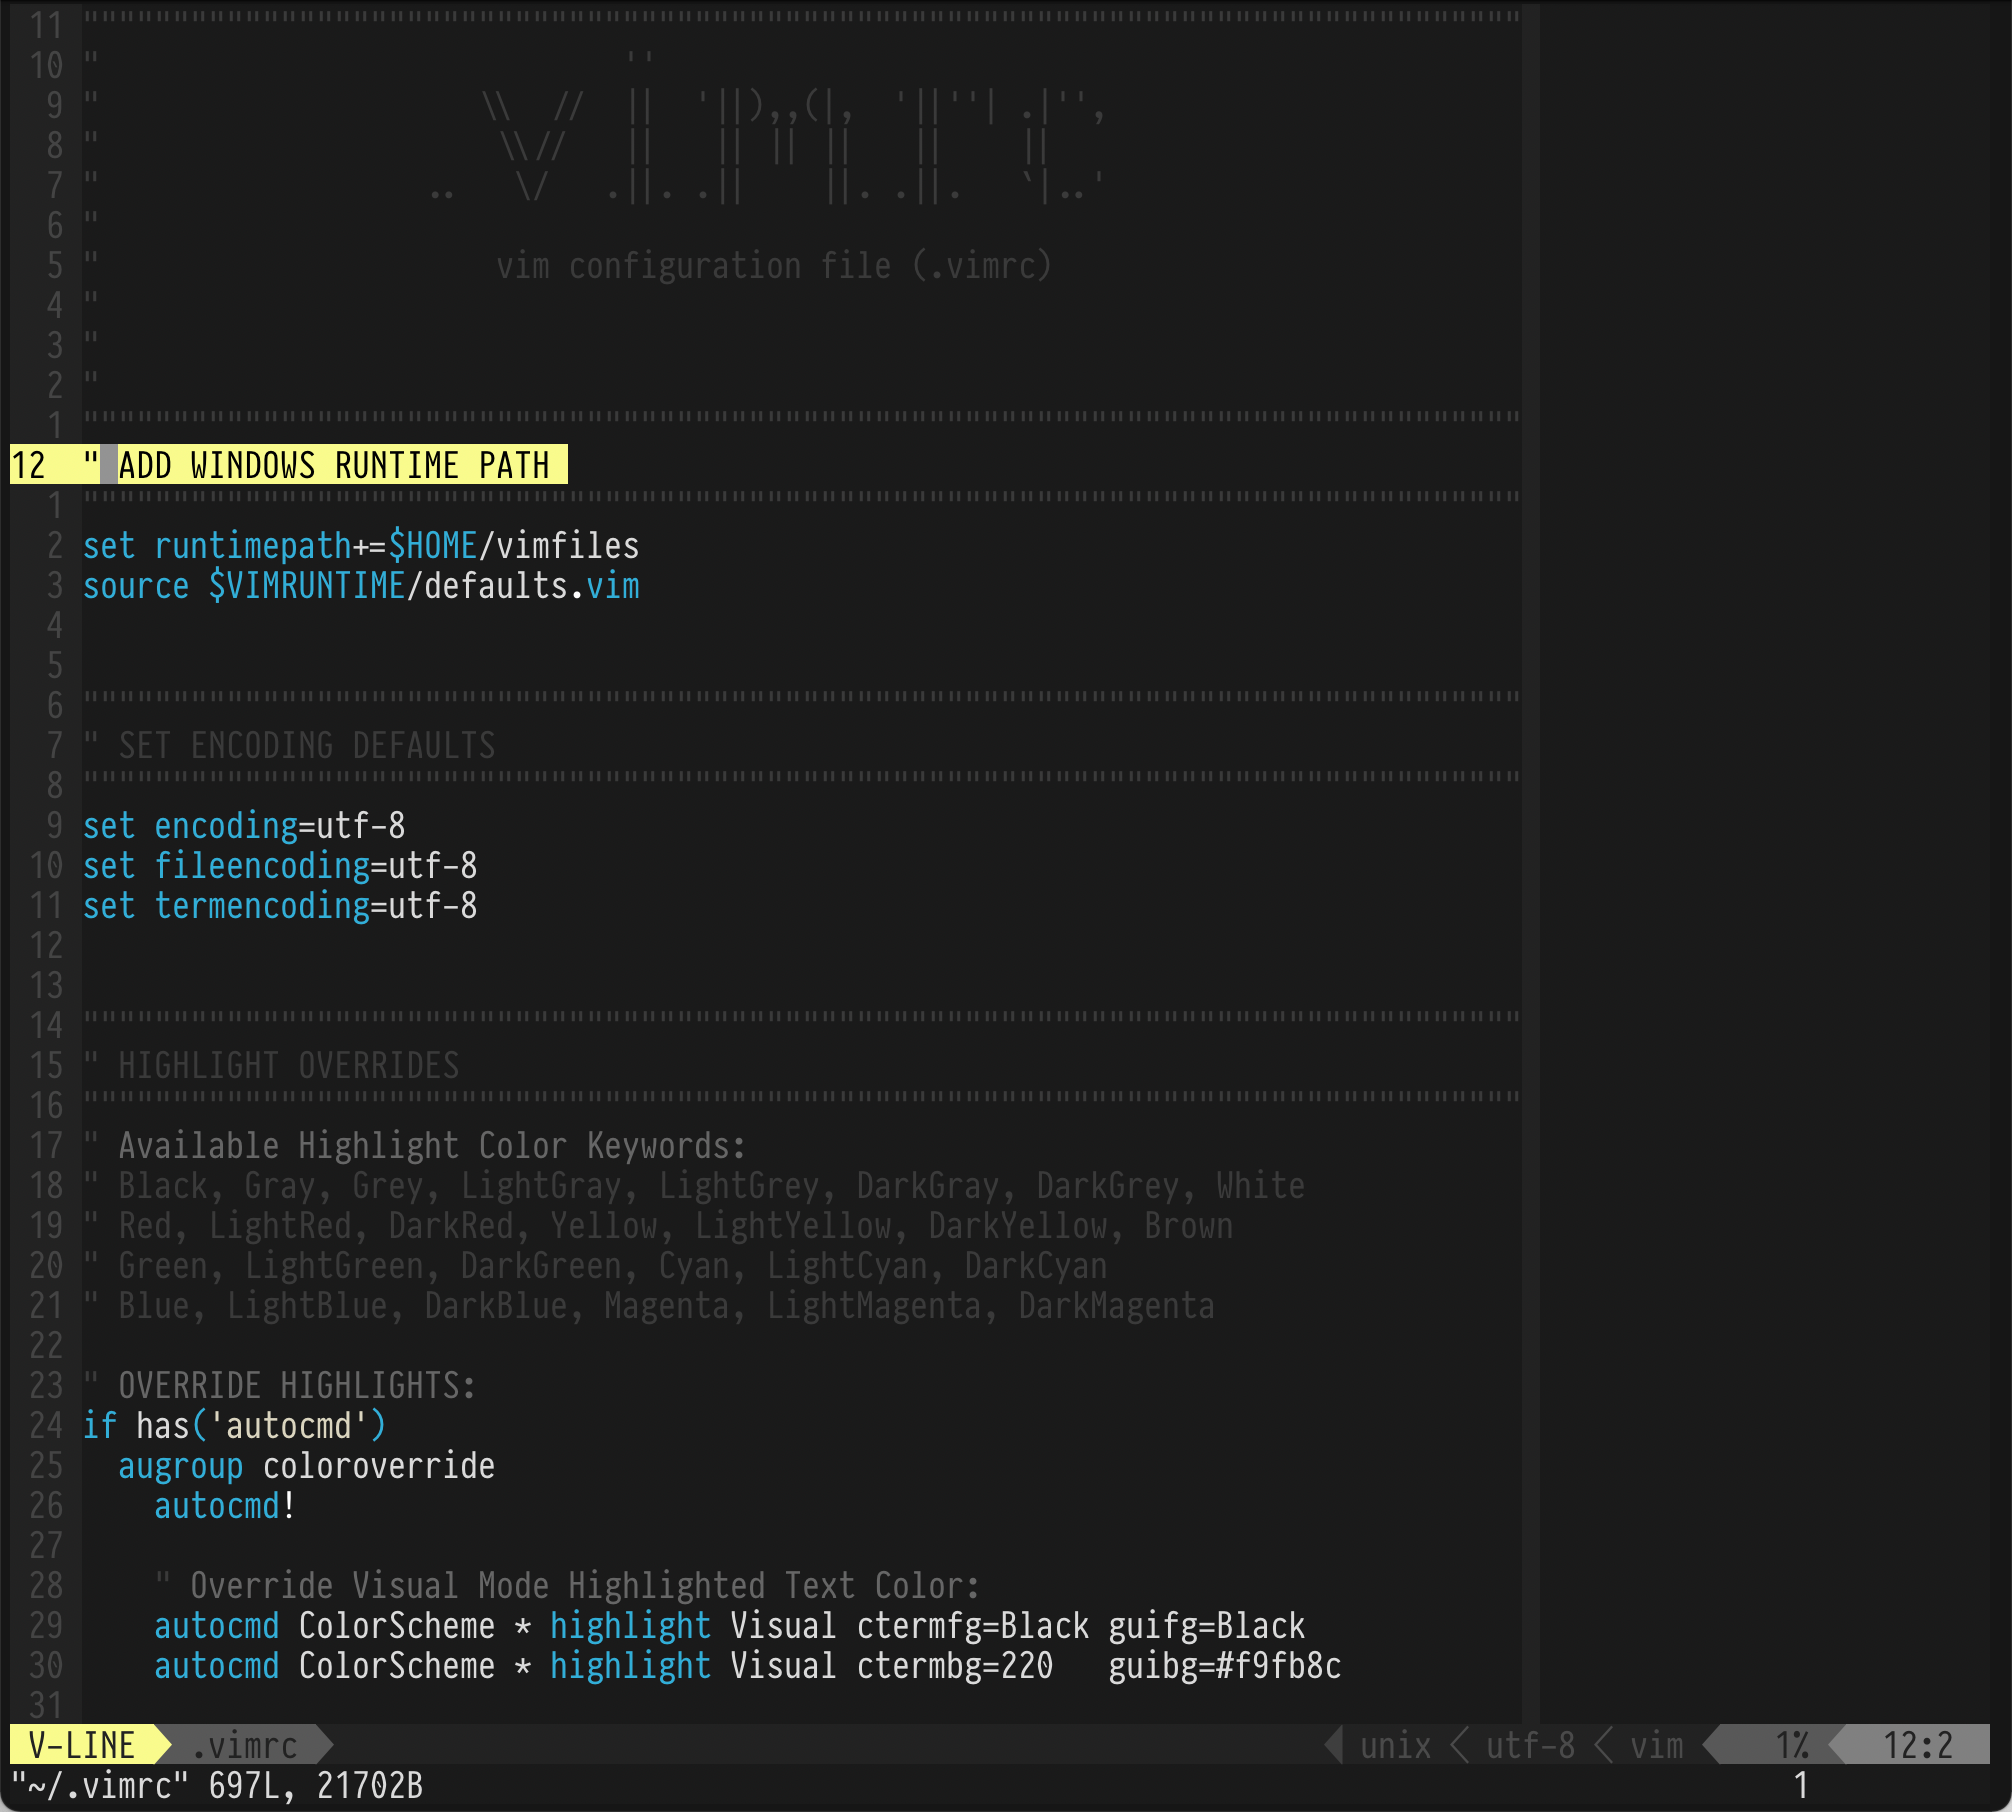 11 """"""""""""""""""""""""""""""""""""""""""""""""""""""""""""""""""""""""""""""""
10 "                             ''
 9 "                     \\  //  ||  '||),,(|,  '||''| .|'',
 8 "                      \\//   ||   || || ||   ||    ||
 7 "                  ..   \/   .||. .||    ||. .||.   `|..'
 6 "
 5 "                      vim configuration file (.vimrc)
 4 "
 3 "
 2 "
 1 """"""""""""""""""""""""""""""""""""""""""""""""""""""""""""""""""""""""""""""""
12  " ADD WINDOWS RUNTIME PATH
 1 """"""""""""""""""""""""""""""""""""""""""""""""""""""""""""""""""""""""""""""""
 2 set runtimepath+=$HOME/vimfiles
 3 source $VIMRUNTIME/defaults.vim
 4
 5
 6 """"""""""""""""""""""""""""""""""""""""""""""""""""""""""""""""""""""""""""""""
 7 " SET ENCODING DEFAULTS
 8 """"""""""""""""""""""""""""""""""""""""""""""""""""""""""""""""""""""""""""""""
 9 set encoding=utf-8
10 set fileencoding=utf-8
11 set termencoding=utf-8
12
13
14 """"""""""""""""""""""""""""""""""""""""""""""""""""""""""""""""""""""""""""""""
15 " HIGHLIGHT OVERRIDES
16 """"""""""""""""""""""""""""""""""""""""""""""""""""""""""""""""""""""""""""""""
17 " Available Highlight Color Keywords:
18 " Black, Gray, Grey, LightGray, LightGrey, DarkGray, DarkGrey, White
19 " Red, LightRed, DarkRed, Yellow, LightYellow, DarkYellow, Brown
20 " Green, LightGreen, DarkGreen, Cyan, LightCyan, DarkCyan
21 " Blue, LightBlue, DarkBlue, Magenta, LightMagenta, DarkMagenta
22
23 " OVERRIDE HIGHLIGHTS:
24 if has('autocmd')
25   augroup coloroverride
26     autocmd!
27
28     " Override Visual Mode Highlighted Text Color:
29     autocmd ColorScheme * highlight Visual ctermfg=Black guifg=Black
30     autocmd ColorScheme * highlight Visual ctermbg=220   guibg=#f9fb8c
31
V-LINE .vimrc unix utf-8 vim 1% 12:2
"~/.vimrc" 697L, 21702B 1